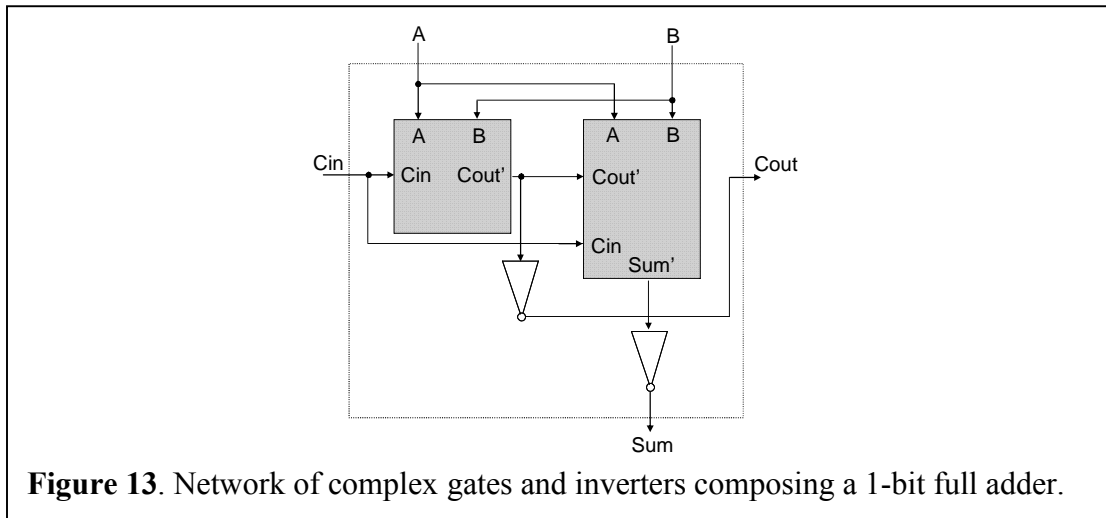 A B
A B A B
Cin Cin Cout’ Cout’ Cout
Cin
Sum’
Sum
Figure 13. Network of complex gates and inverters composing a 1-bit full adder.